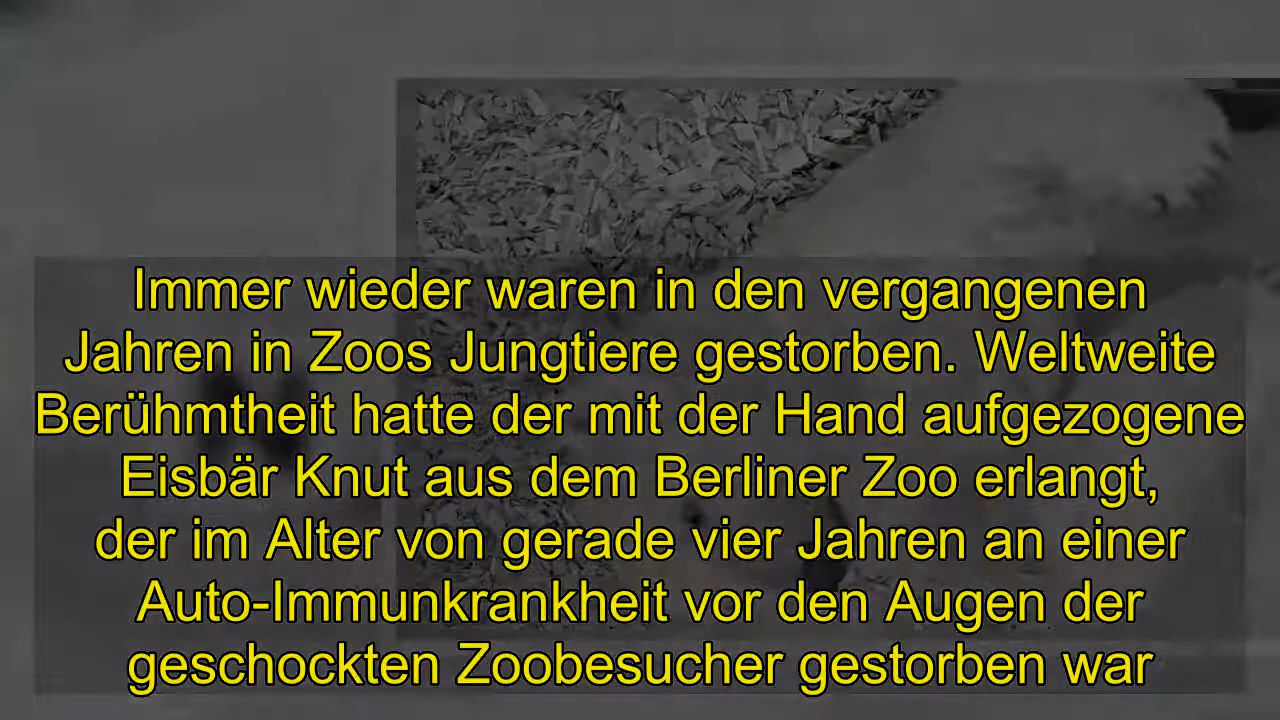 Immer wieder waren in den vergangenen
Jahren in Zoos Jungtiere gestorben. Weltweite
Berühmtheit hatte der mit der Hand aufgezogene
Eisbär Knut aus dem Berliner Zoo erlangt,
der im Alter von gerade vier Jahren an einer
Auto-Immunkrankheit vor den Augen der
geschockten Zoobesucher gestorben war